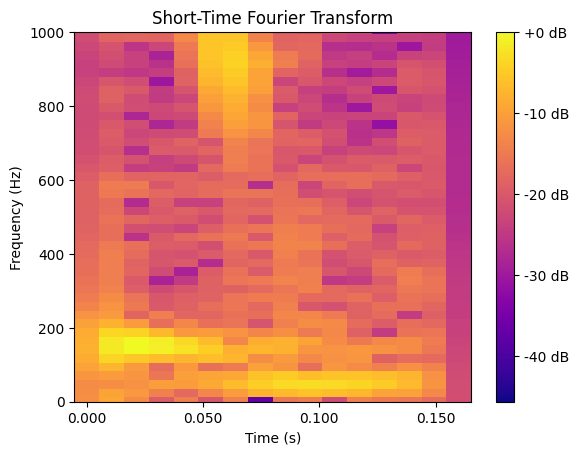 Short-Time Fourier Transform
Frequency (Hz)
1000
800
600
400
200
0
0.000
0.050
0.100
0.150
Time (s)
+0 dB
-10 dB
-20 dB
-30 dB
-40 dB